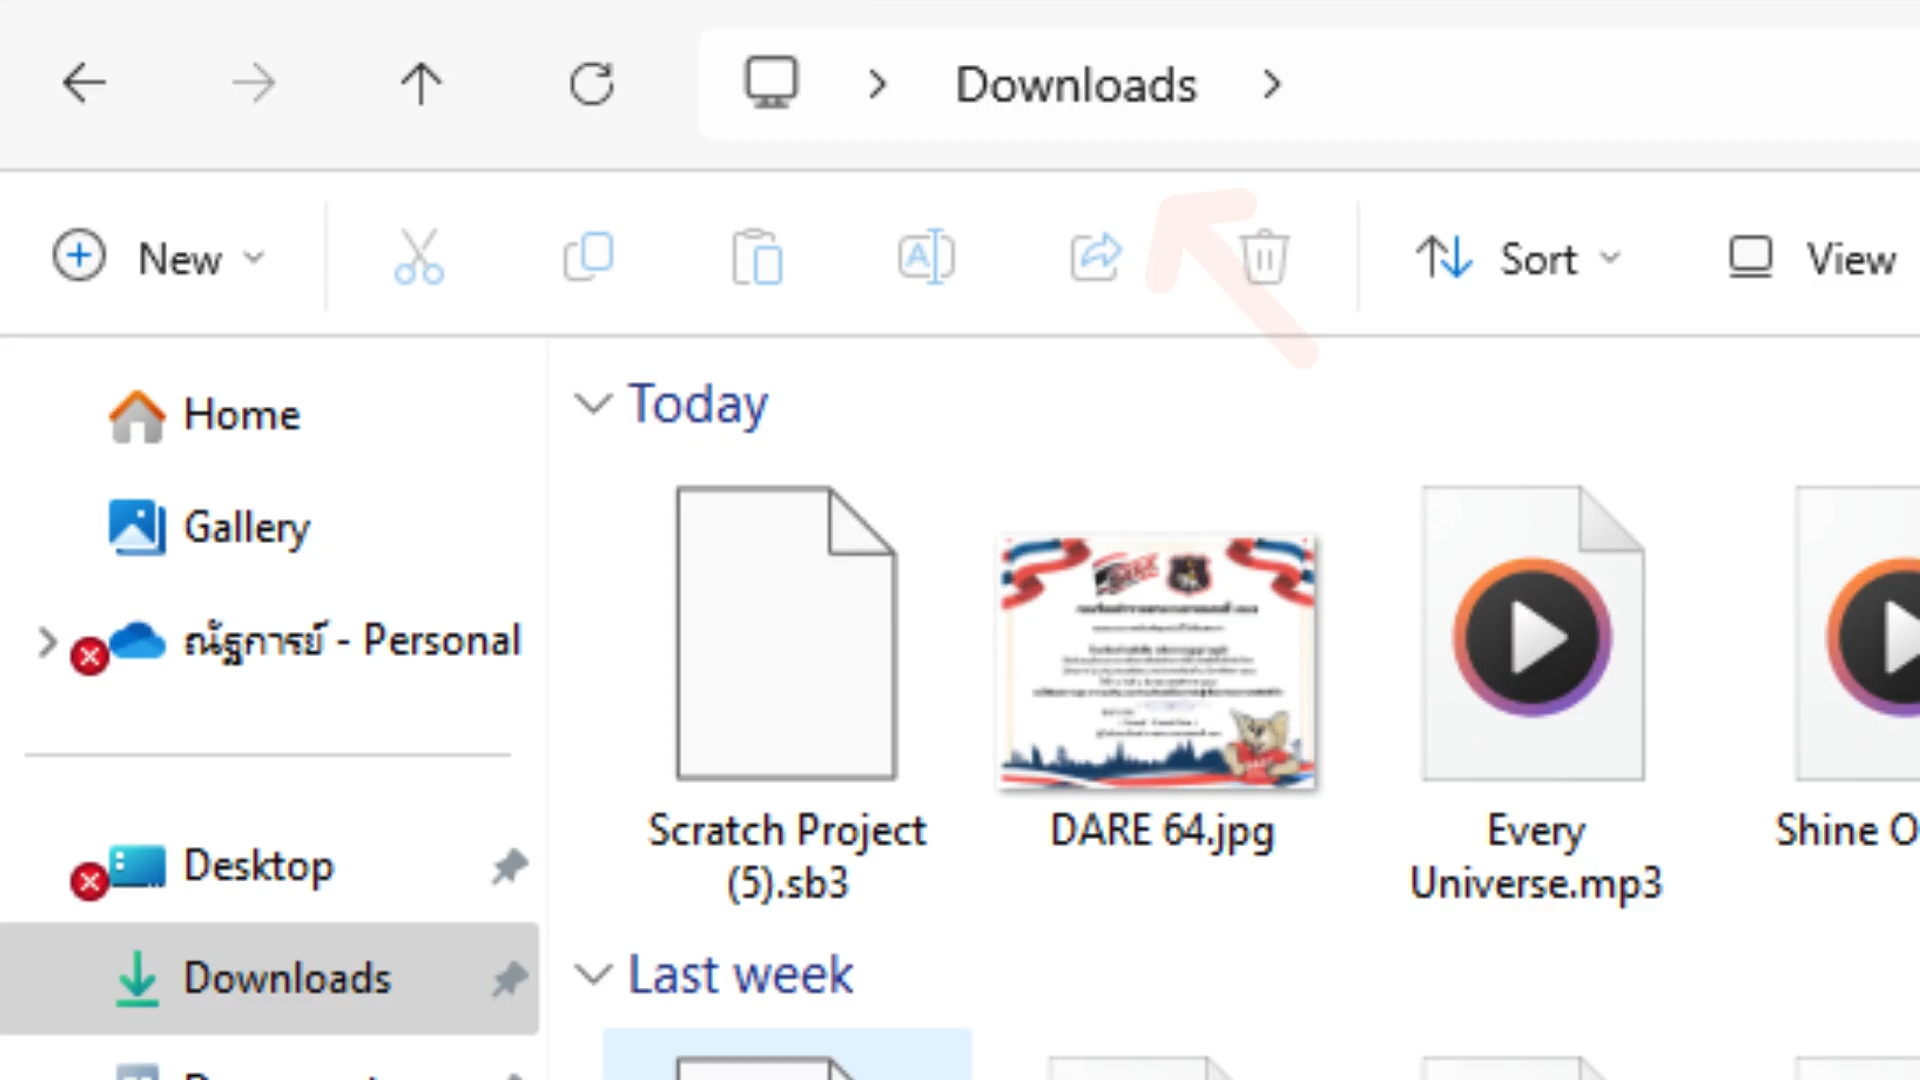 Downloads
New
Sort
View
Home
Gallery
ณัฐการย์ - Personal
Desktop
Downloads
Today
Scratch Project
(5).sb3
DARE 64.jpg
Every
Universe.mp3
Shine O
Last week